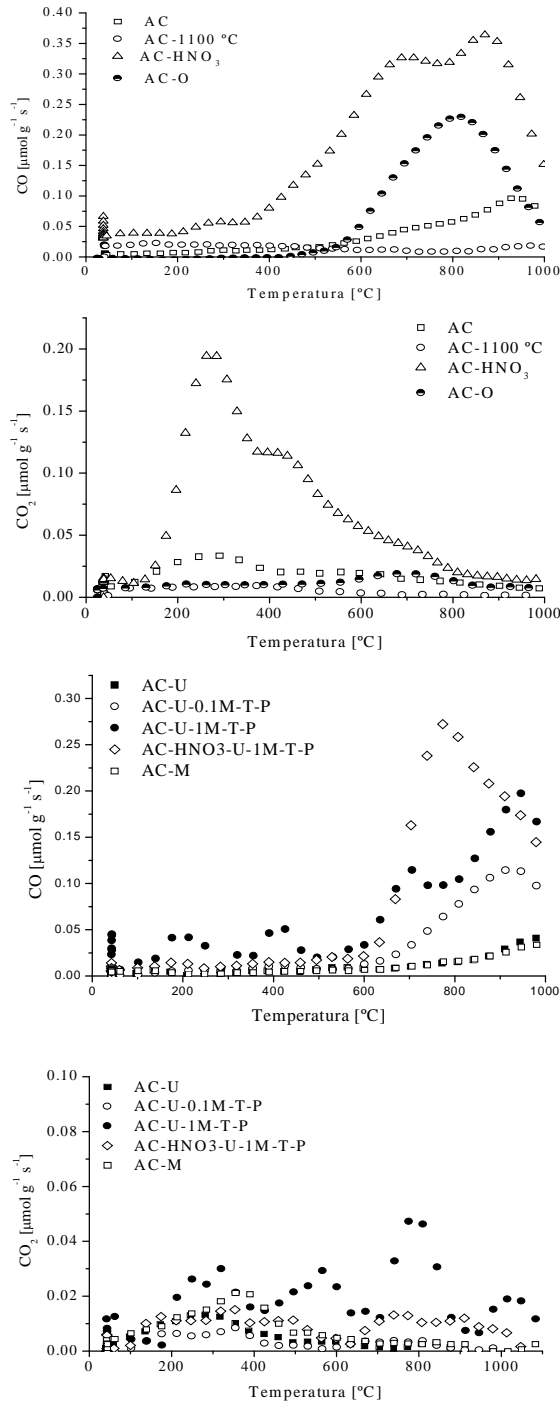 AC
AC-1100 ºC
AC-HNO₃
AC-O
CO [μmol g⁻¹ s⁻¹]
0.40
0.35
0.30
0.25
0.20
0.15
0.10
0.05
0.00
0 200 400 600 800 1000
Temperatura [ºC]
AC
AC-1100 ºC
AC-HNO₃
AC-O
CO₂ [μmol g⁻¹ s⁻¹]
0.20
0.15
0.10
0.05
0.00
0 200 400 600 800 1000
Temperatura [ºC]
AC-U
AC-U-0.1M-T-P
AC-U-1M-T-P
AC-HNO3-U-1M-T-P
AC-M
CO [μmol g⁻¹ s⁻¹]
0.30
0.25
0.20
0.15
0.10
0.05
0.00
0 200 400 600 800 1000
Temperatura [ºC]
AC-U
AC-U-0.1M-T-P
AC-U-1M-T-P
AC-HNO3-U-1M-T-P
AC-M
CO₂ [μmol g⁻¹ s⁻¹]
0.10
0.08
0.06
0.04
0.02
0.00
0 200 400 600 800 1000
Temperatura [ºC]